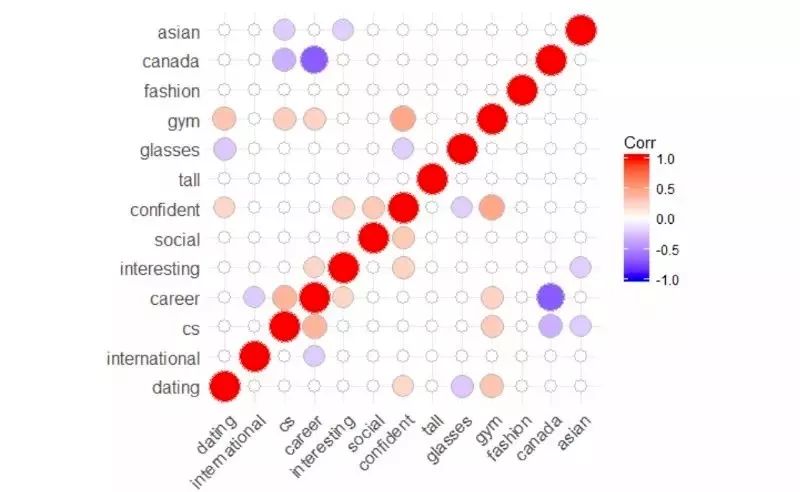 asian
canada
fashion
gym
glasses
tall
confident
social
interesting
career
cs
international
dating
dating
international
cs
career
interesting
social
confident
tall
glasses
gym
fashion
canada
asian
Corr
1.0
0.5
0.0
-0.5
-1.0